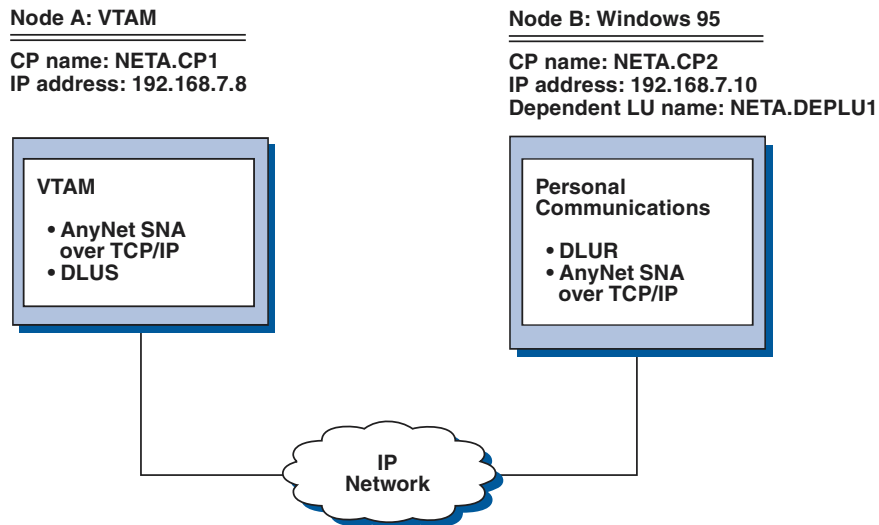 Node A: VTAM
CP name: NETA.CP1
IP address: 192.168.7.8
VTAM
• AnyNet SNA
over TCP/IP
• DLUS
Node B: Windows 95
CP name: NETA.CP2
IP address: 192.168.7.10
Dependent LU name: NETA.DEPLU1
Personal
Communications
• DLUR
• AnyNet SNA
over TCP/IP
IP
Network